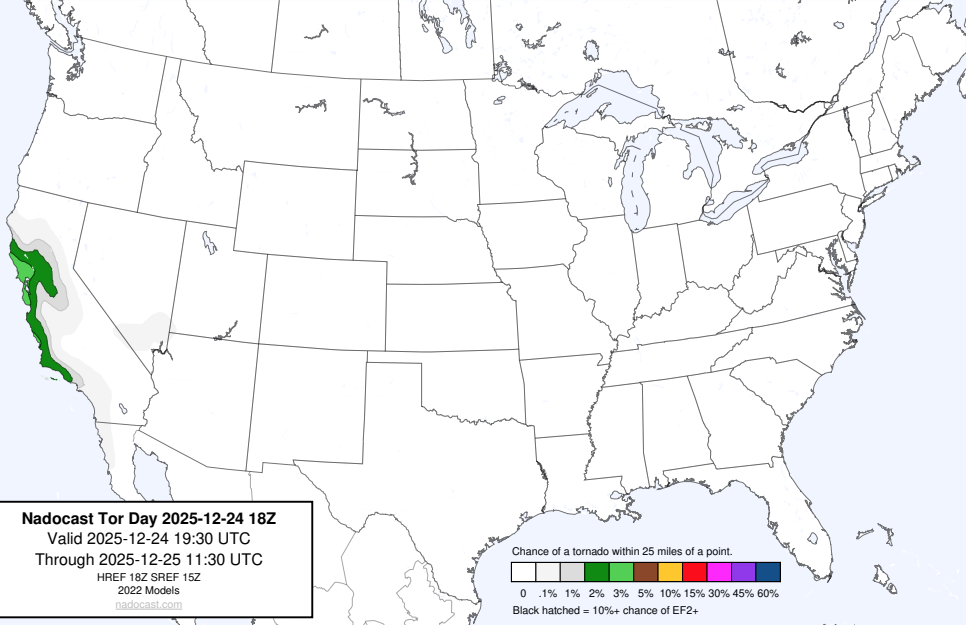 Nadocast Tor Day 2025-12-24 18Z
Valid 2025-12-24 19:30 UTC
Through 2025-12-25 11:30 UTC
HREF 18Z SREF 15Z
2022 Models
nadocast.com
Chance of a tornado within 25 miles of a point.
0 .1% 1% 2% 3% 5% 10% 15% 30% 45% 60%
Black hatched = 10%+ chance of EF2+